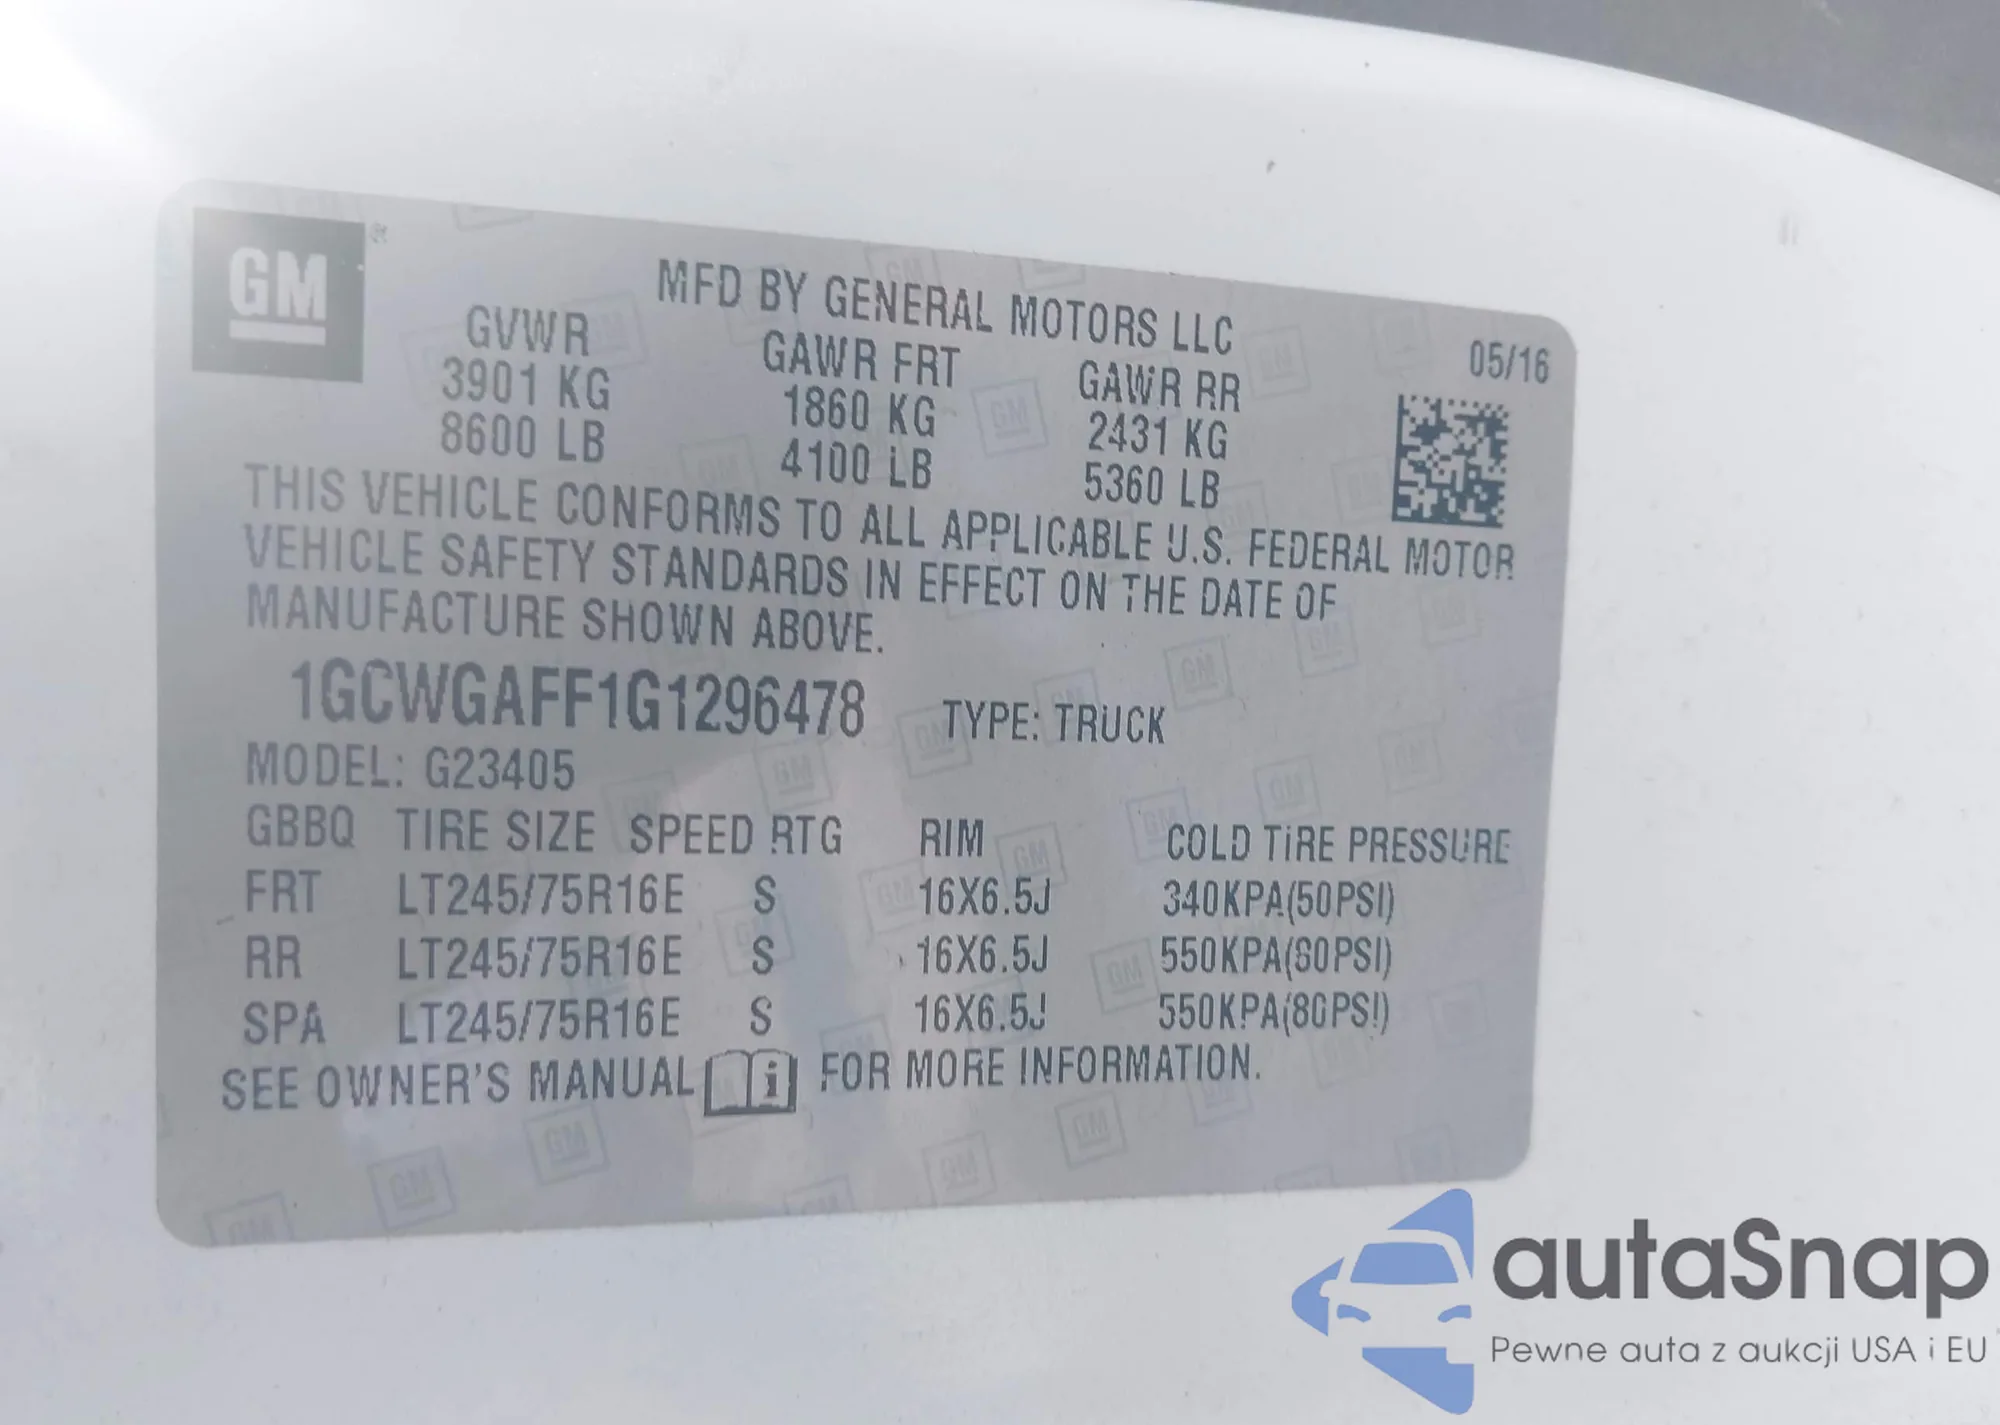 GM
MFD BY GENERAL MOTORS LLC
05/16
GVWR GAWR FRT GAWR RR
3901 KG 1860 KG 2431 KG
8600 LB 4100 LB 5360 LB
THIS VEHICLE CONFORMS TO ALL APPLICABLE U.S. FEDERAL MOTOR
VEHICLE SAFETY STANDARDS IN EFFECT ON THE DATE OF
MANUFACTURE SHOWN ABOVE.
1GCWGAFF1G1296478 TYPE: TRUCK
MODEL: G23405
GBBQ TIRE SIZE SPEED RTG RIM COLD TIRE PRESSURE
FRT LT245/75R16E S 16X6.5J 340KPA(50PSI)
RR LT245/75R16E S 16X6.5J 550KPA(80PSI)
SPA LT245/75R16E S 16X6.5J 550KPA(80PSI)
SEE OWNER'S MANUAL i FOR MORE INFORMATION.
autaSnap
Pewne auta z aukcji USA i EU